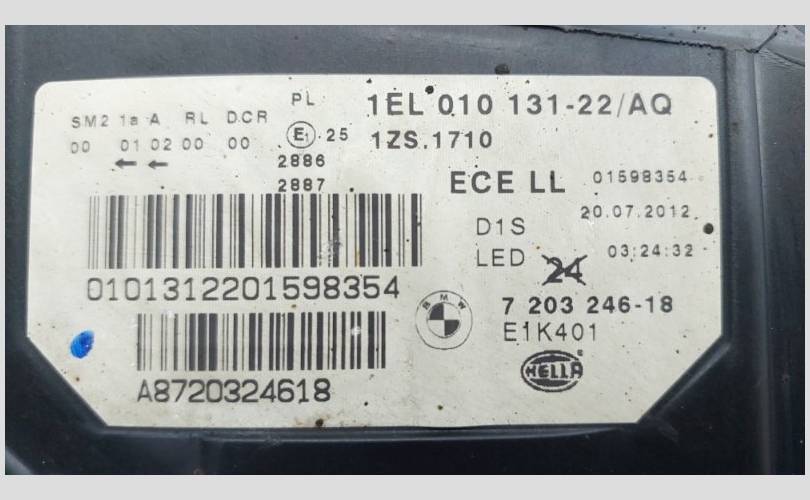 PL
1EL 010 131-22/AQ
SM2 1a A RL DCR
00 01 02 00 00
E1 .25
1ZS.1710
2886
2887
ECE LL
01598354
D1S
20.07.2012
LED
24
03:24:32
0101312201598354
BMW
7 203 246-18
E1K401
HELLA
A8720324618